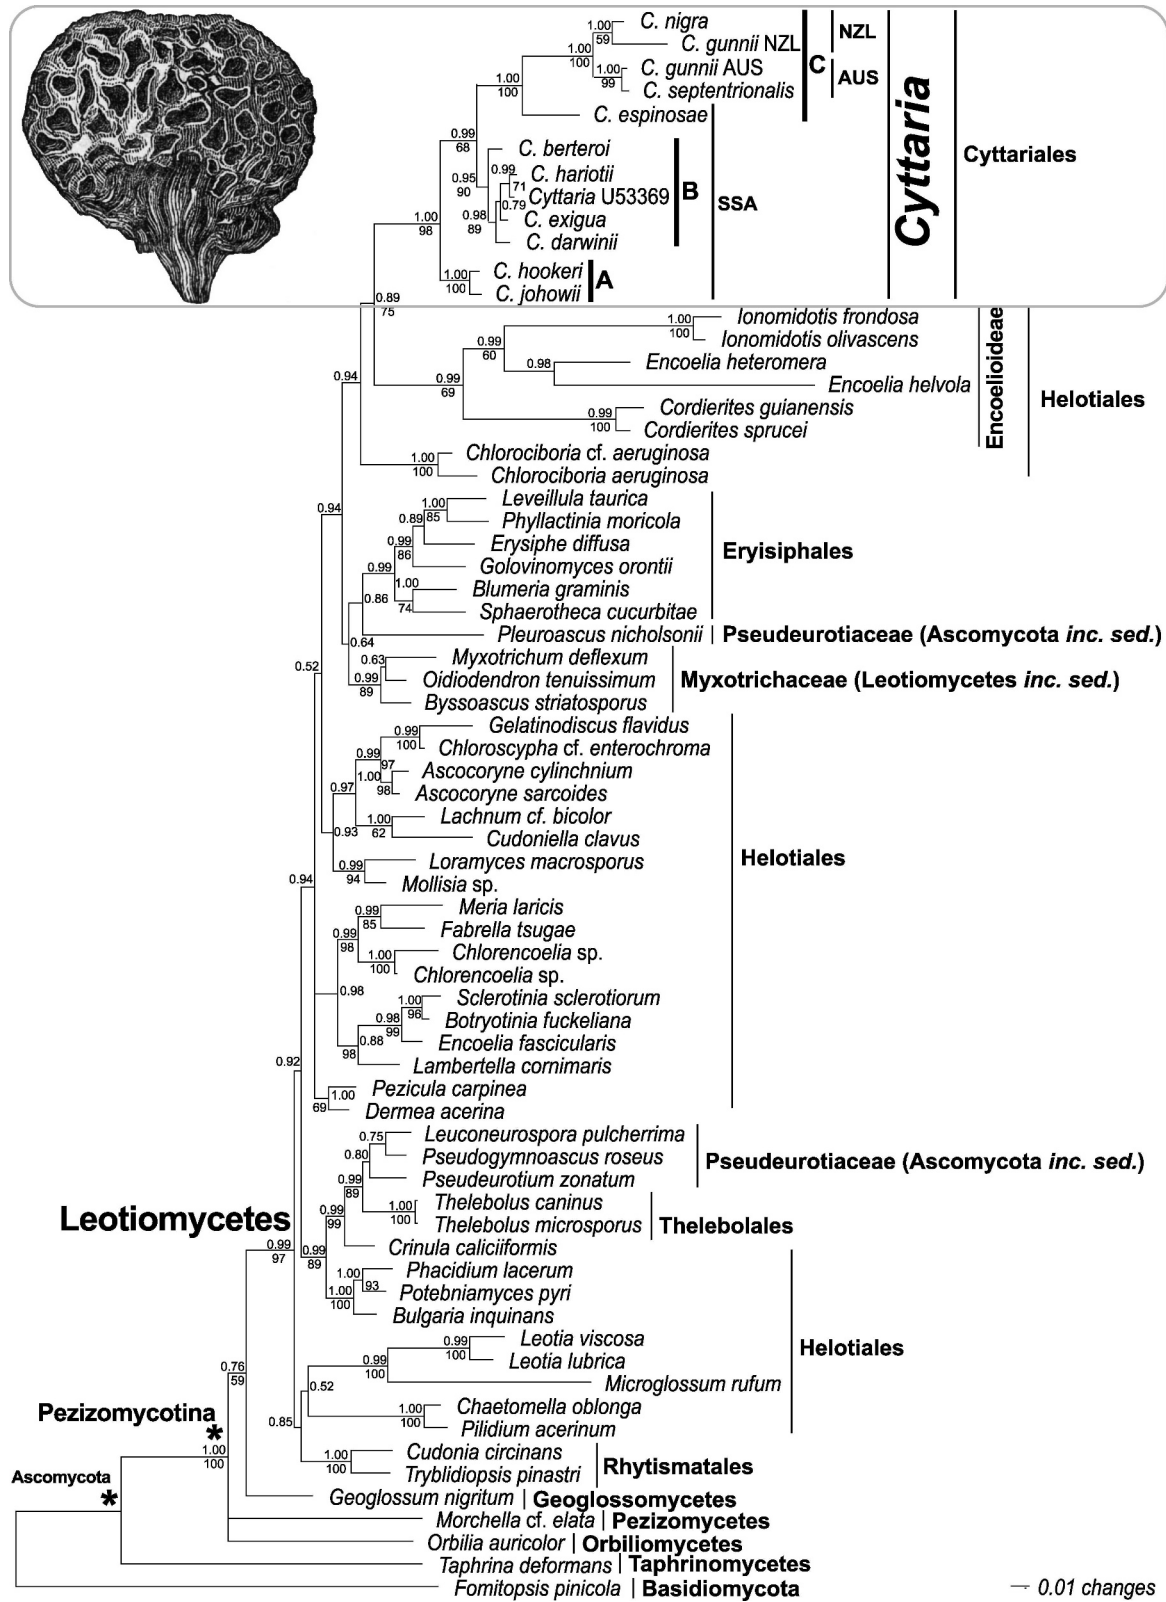 1.00
59
C. nigra
C. gunnii NZL
NZL
1.00
100
1.00
99
C. gunnii AUS
C. septentrionalis
C
AUS
1.00
100
C. espinosae
0.99
68
C. berteroi
0.95
90
0.99
71
C. hariotii
Cyttaria U53369
0.79
C. exigua
0.98
89
C. darwinii
B
SSA
Cyttaria
Cyttariales
1.00
98
1.00
100
C. hookeri
C. johowii
A
0.89
75
1.00
100
Ionomidotis frondosa
Ionomidotis olivascens
0.99
60
0.98
Encoelia heteromera
Encoelia helvola
0.99
69
0.99
100
Cordierites guianensis
Cordierites sprucei
Encoelioideae
Helotiales
0.94
1.00
100
Chlorociboria cf. aeruginosa
Chlorociboria aeruginosa
0.94
1.00
85
Leveillula taurica
Phyllactinia moricola
0.89
Erysiphe diffusa
0.99
86
Golovinomyces orontii
0.99
1.00
74
Blumeria graminis
Sphaerotheca cucurbitae
Eryisiphales
0.86
Pleuroascus nicholsonii
Pseudeurotiaceae (Ascomycota inc. sed.)
0.64
0.63
Myxotrichum deflexum
Oidiodendron tenuissimum
0.99
89
Byssoascus striatosporus
Myxotrichaceae (Leotiomycetes inc. sed.)
0.52
0.99
100
Gelatinodiscus flavidus
Chloroscypha cf. enterochroma
0.99
97
1.00
98
Ascocoryne cylinchnium
Ascocoryne sarcoides
0.97
1.00
62
Lachnum cf. bicolor
Cudoniella clavus
0.93
0.99
94
Loramyces macrosporus
Mollisia sp.
Helotiales
0.94
0.99
85
Meria laricis
Fabrella tsugae
0.99
98
1.00
100
Chlorencoelia sp.
Chlorencoelia sp.
0.98
1.00
96
Sclerotinia sclerotiorum
Botryotinia fuckeliana
0.98
99
Encoelia fascicularis
0.88
98
Lambertella cornimaris
0.92
1.00
69
Pezicula carpinea
Dermea acerina
0.75
Leuconeurospora pulcherrima
Pseudogymnoascus roseus
0.80
Pseudeurotium zonatum
Pseudeurotiaceae (Ascomycota inc. sed.)
0.99
89
1.00
100
Thelebolus caninus
Thelebolus microsporus
Thelebolales
0.99
99
Crinula caliciiformis
Leotiomycetes
0.99
97
0.99
89
1.00
93
Phacidium lacerum
Potebniamyces pyri
1.00
100
Bulgaria inquinans
0.99
100
Leotia viscosa
Leotia lubrica
0.99
100
Microglossum rufum
Helotiales
0.52
1.00
100
Chaetomella oblonga
Pilidium acerinum
0.85
1.00
100
Cudonia circinans
Tryblidiopsis pinastri
Rhytismatales
0.76
59
Pezizomycotina
*
1.00
100
Geoglossum nigritum
Geoglossomycetes
Ascomycota
*
Morchella cf. elata
Pezizomycetes
Orbilia auricolor
Orbiliomycetes
Taphrina deformans
Taphrinomycetes
Fomitopsis pinicola
Basidiomycota
0.01 changes